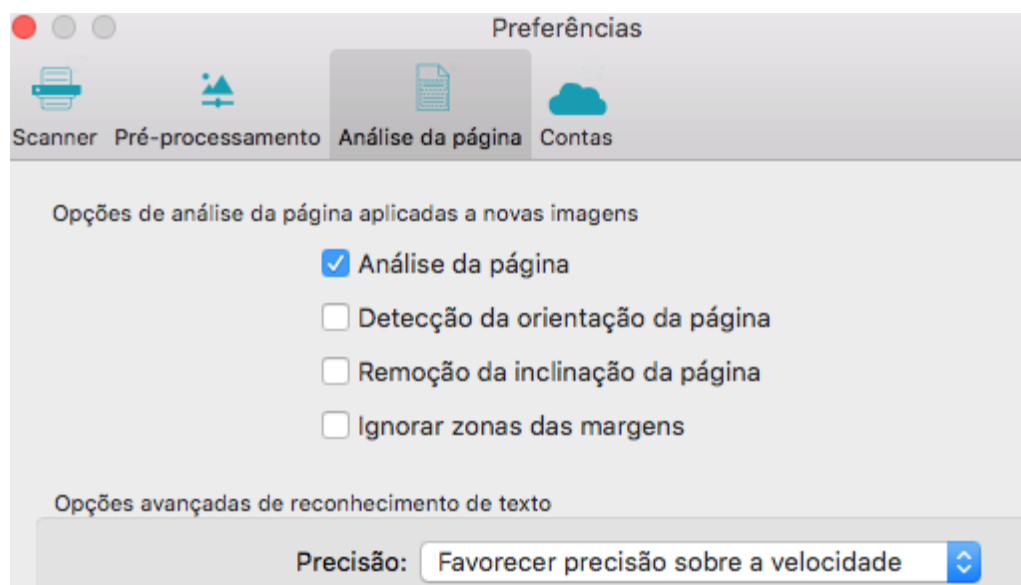 Preferências
Scanner Pré-processamento Análise da página Contas
Opções de análise da página aplicadas a novas imagens
Análise da página
Detecção da orientação da página
Remoção da inclinação da página
Ignorar zonas das margens
Opções avançadas de reconhecimento de texto
Precisão: Favorecer precisão sobre a velocidade